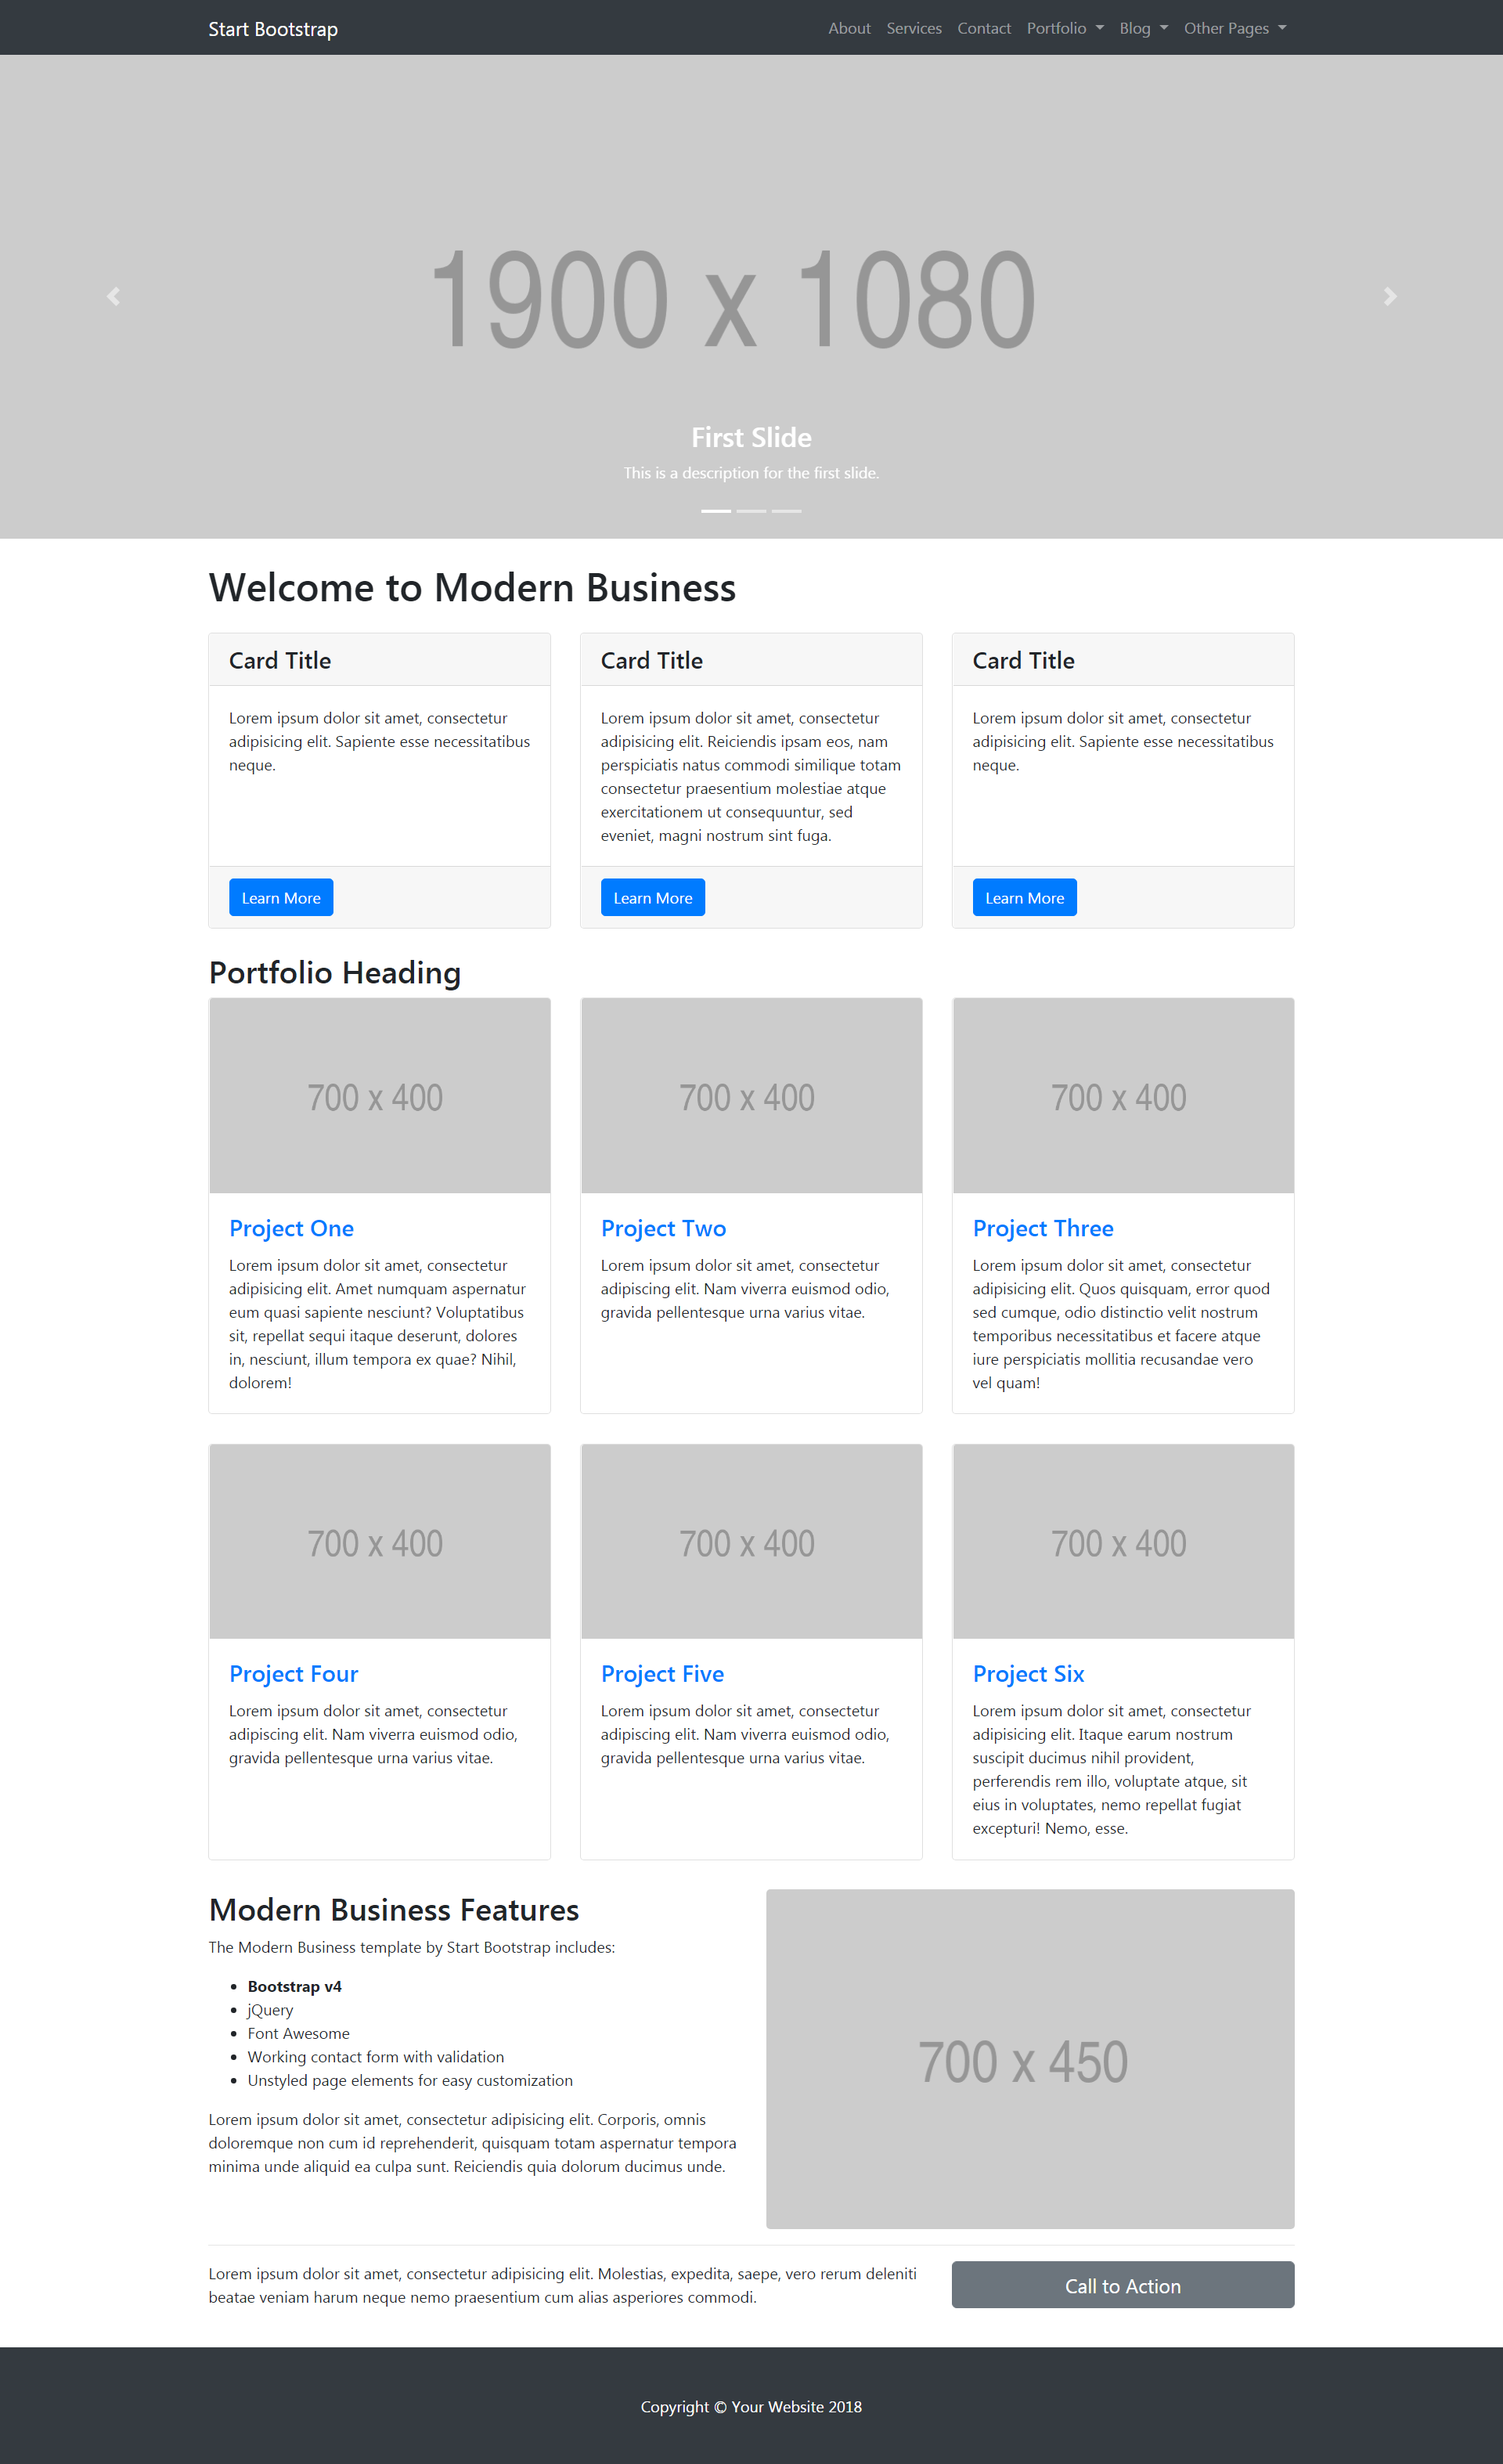 Start Bootstrap About Services Contact Portfolio Blog Other Pages
1900 x 1080
First Slide
This is a description for the first slide.
Welcome to Modern Business
Card Title
Lorem ipsum dolor sit amet, consectetur
adipisicing elit. Sapiente esse necessitatibus
neque.
Learn More
Card Title
Lorem ipsum dolor sit amet, consectetur
adipisicing elit. Reiciendis ipsam eos, nam
perspiciatis natus commodi similique totam
consectetur praesentium molestiae atque
exercitationem ut consequuntur, sed
eveniet, magni nostrum sint fuga.
Learn More
Card Title
Lorem ipsum dolor sit amet, consectetur
adipisicing elit. Sapiente esse necessitatibus
neque.
Learn More
Portfolio Heading
700 x 400
Project One
Lorem ipsum dolor sit amet, consectetur
adipisicing elit. Amet numquam aspernatur
eum quasi sapiente nesciunt? Voluptatibus
sit, repellat sequi itaque deserunt, dolores
in, nesciunt, illum tempora ex quae? Nihil,
dolorem!
700 x 400
Project Two
Lorem ipsum dolor sit amet, consectetur
adipiscing elit. Nam viverra euismod odio,
gravida pellentesque urna varius vitae.
700 x 400
Project Three
Lorem ipsum dolor sit amet, consectetur
adipisicing elit. Quos quisquam, error quod
sed cumque, odio distinctio velit nostrum
temporibus necessitatibus et facere atque
iure perspiciatis mollitia recusandae vero
vel quam!
700 x 400
Project Four
Lorem ipsum dolor sit amet, consectetur
adipiscing elit. Nam viverra euismod odio,
gravida pellentesque urna varius vitae.
700 x 400
Project Five
Lorem ipsum dolor sit amet, consectetur
adipiscing elit. Nam viverra euismod odio,
gravida pellentesque urna varius vitae.
700 x 400
Project Six
Lorem ipsum dolor sit amet, consectetur
adipisicing elit. Itaque earum nostrum
suscipit ducimus nihil provident,
perferendis rem illo, voluptate atque, sit
eius in voluptates, nemo repellat fugiat
excepturi! Nemo, esse.
Modern Business Features
The Modern Business template by Start Bootstrap includes:
• Bootstrap v4
• jQuery
• Font Awesome
• Working contact form with validation
• Unstyled page elements for easy customization
Lorem ipsum dolor sit amet, consectetur adipisicing elit. Corporis, omnis
doloremque non cum id reprehenderit, quisquam totam aspernatur tempora
minima unde aliquid ea culpa sunt. Reiciendis quia dolorum ducimus unde.
700 x 450
Lorem ipsum dolor sit amet, consectetur adipisicing elit. Molestias, expedita, saepe, vero rerum deleniti
beatae veniam harum neque nemo praesentium cum alias asperiores commodi.
Call to Action
Copyright © Your Website 2018